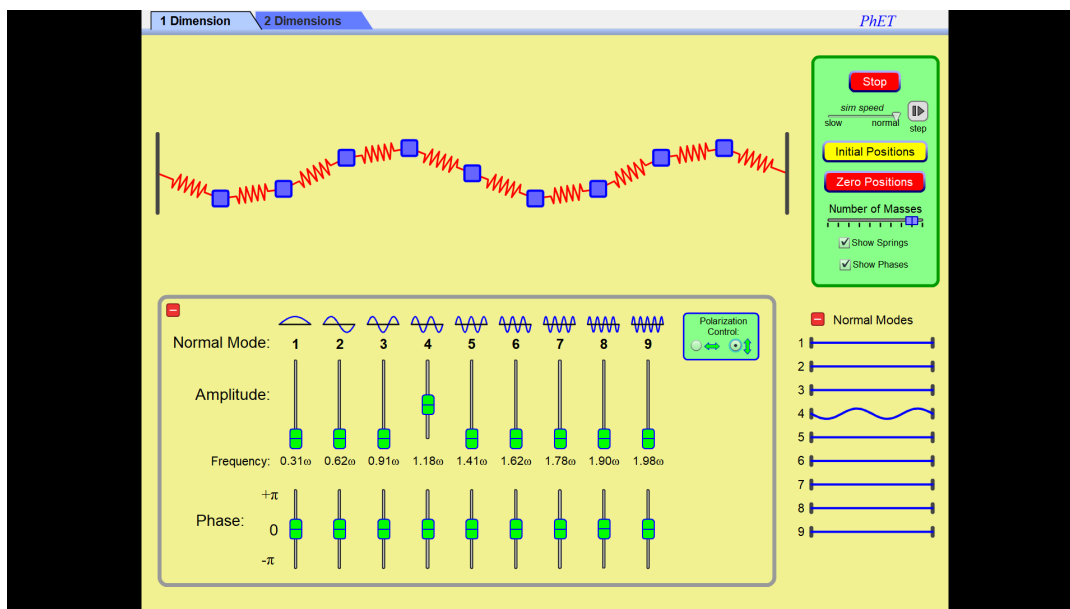 1 Dimension
2 Dimensions
PhET
Stop
sim speed
slow
normal
step
Initial Positions
Zero Positions
Number of Masses
Show Springs
Show Phases
Normal Mode: 1 2 3 4 5 6 7 8 9
Polarization
Control:
Amplitude:
Frequency: 0.31ω 0.62ω 0.91ω 1.18ω 1.41ω 1.62ω 1.78ω 1.90ω 1.98ω
+π
Phase: 0
-π
Normal Modes
1
2
3
4
5
6
7
8
9